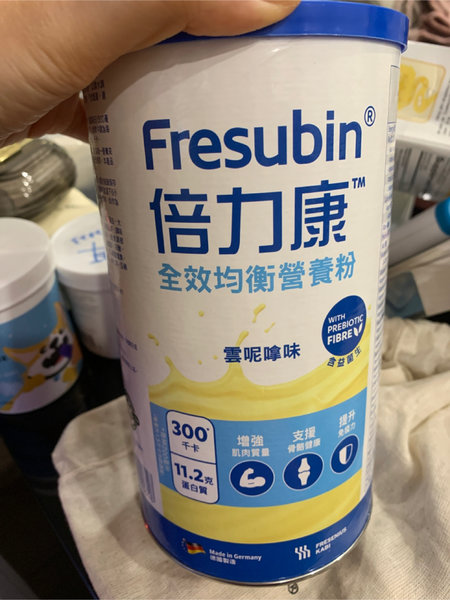 Fresubin®
倍力康™
全效均衡營養粉
WITH
PREBIOTIC
FIBRE
含益菌生
雲呢嗱味
300*
千卡
11.2克
蛋白質
增強
肌肉質量
支援
骨骼健康
提升
免疫力
Made in Germany
德國製造
FRESENIUS
KABI